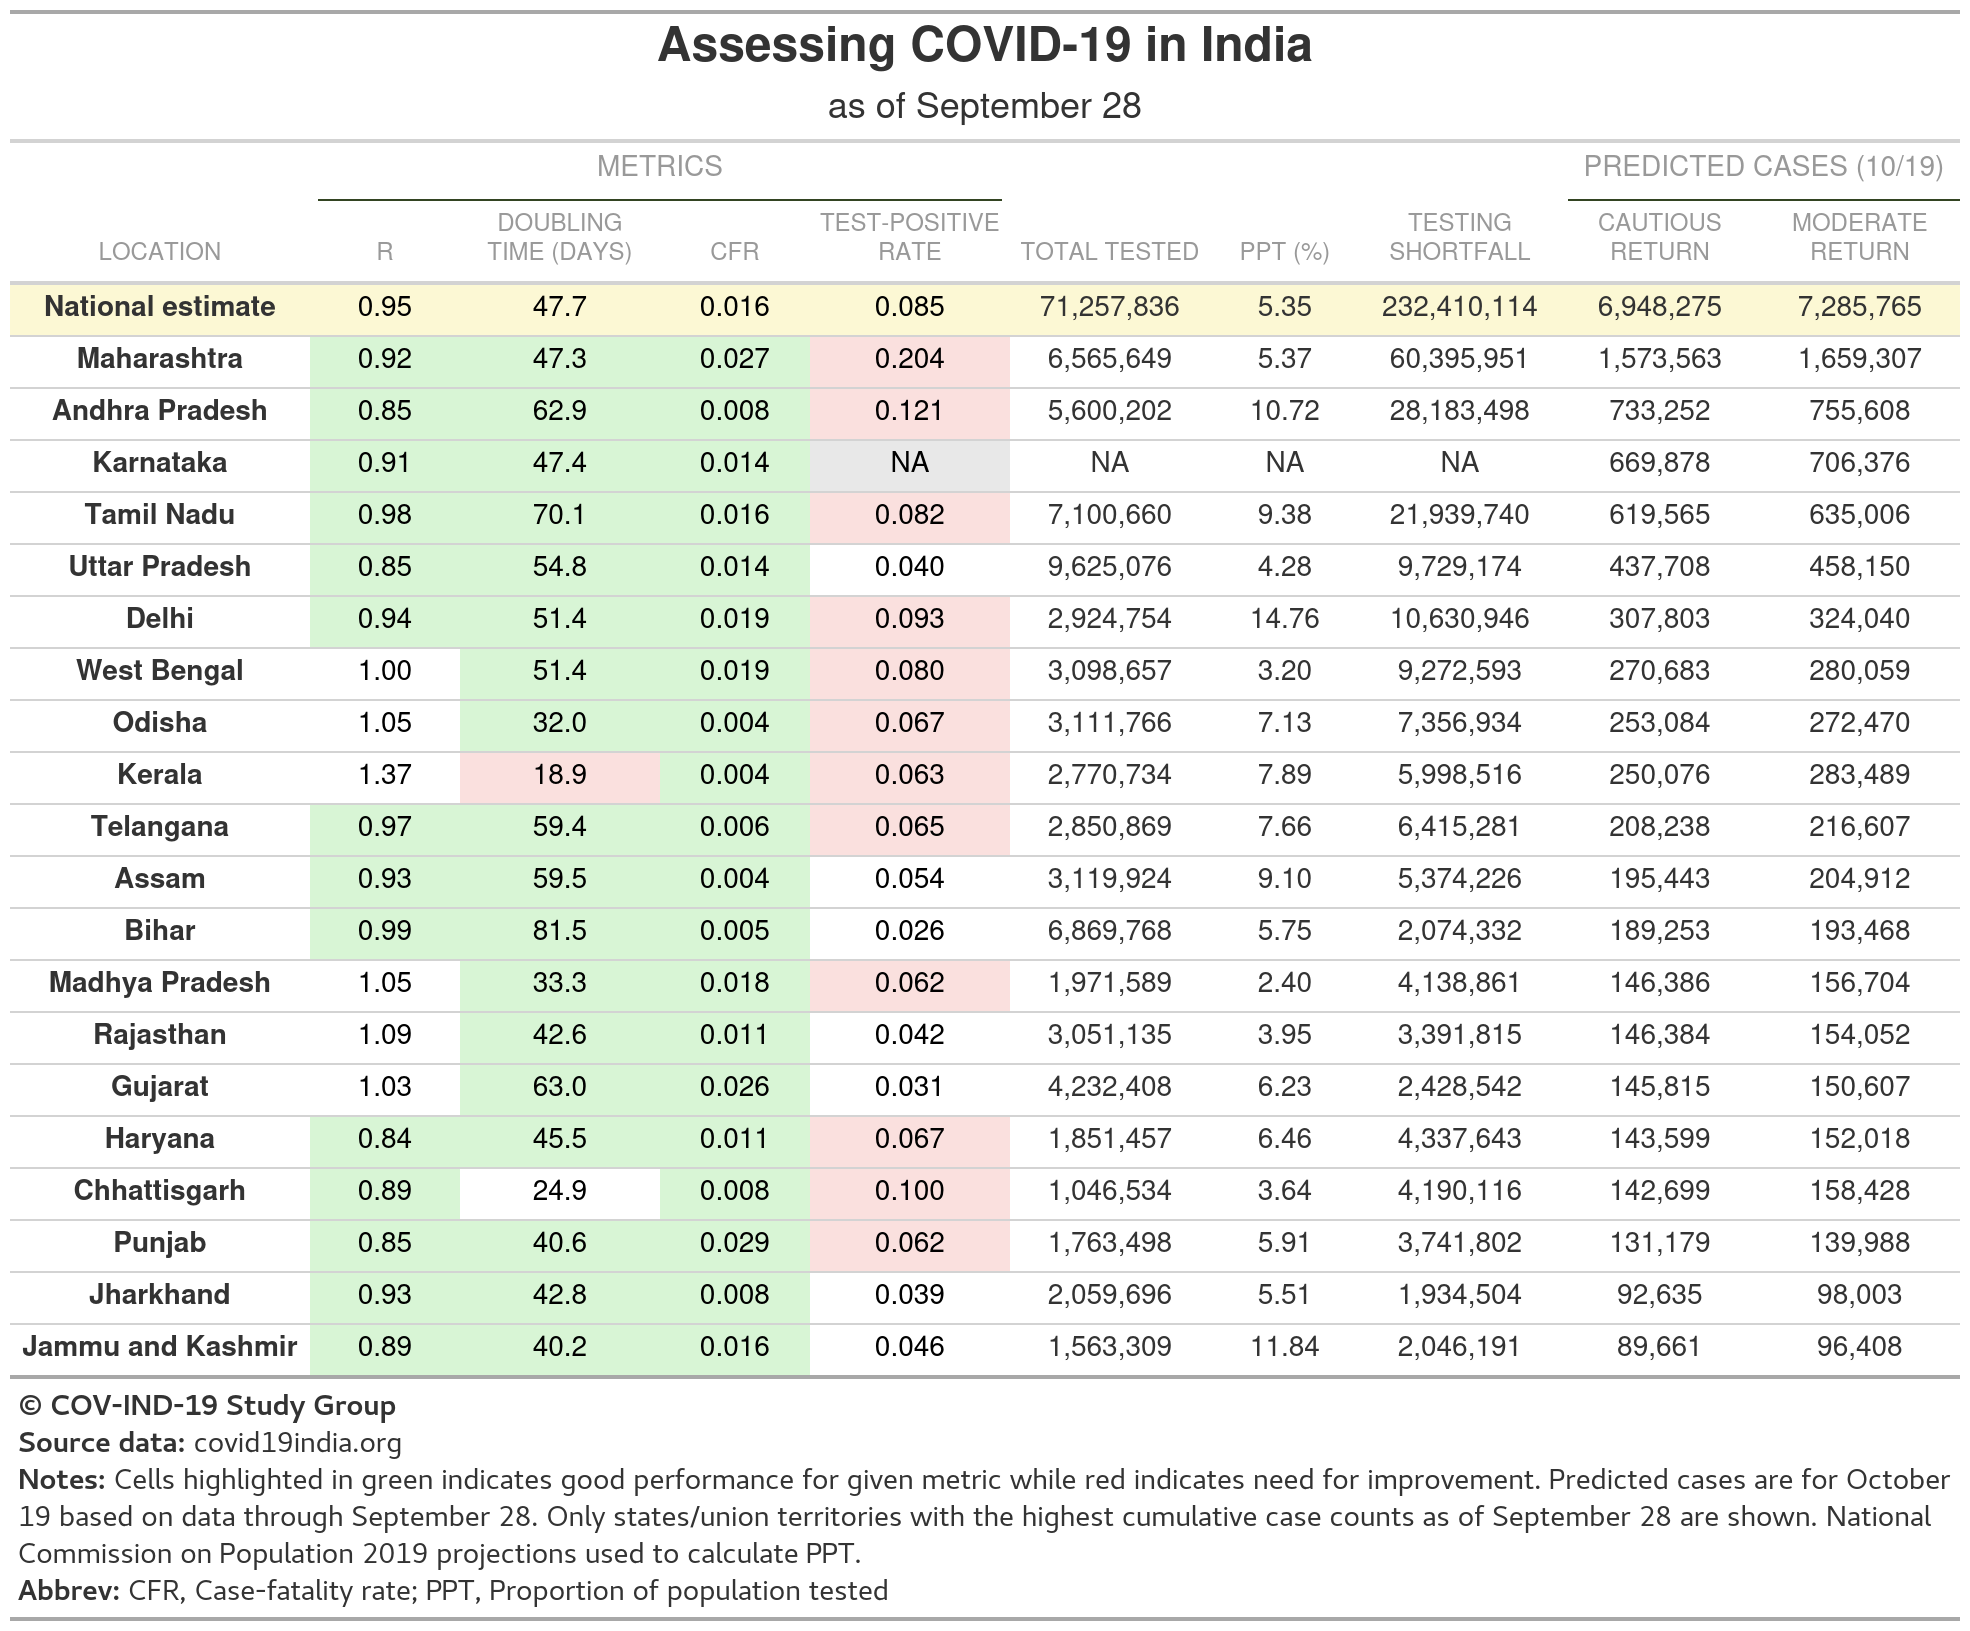 Assessing COVID-19 in India
as of September 28
METRICS PREDICTED CASES (10/19)
LOCATION R DOUBLING TIME (DAYS) CFR TEST-POSITIVE RATE TOTAL TESTED PPT (%) TESTING SHORTFALL CAUTIOUS RETURN MODERATE RETURN
National estimate 0.95 47.7 0.016 0.085 71,257,836 5.35 232,410,114 6,948,275 7,285,765
Maharashtra 0.92 47.3 0.027 0.204 6,565,649 5.37 60,395,951 1,573,563 1,659,307
Andhra Pradesh 0.85 62.9 0.008 0.121 5,600,202 10.72 28,183,498 733,252 755,608
Karnataka 0.91 47.4 0.014 NA NA NA NA 669,878 706,376
Tamil Nadu 0.98 70.1 0.016 0.082 7,100,660 9.38 21,939,740 619,565 635,006
Uttar Pradesh 0.85 54.8 0.014 0.040 9,625,076 4.28 9,729,174 437,708 458,150
Delhi 0.94 51.4 0.019 0.093 2,924,754 14.76 10,630,946 307,803 324,040
West Bengal 1.00 51.4 0.019 0.080 3,098,657 3.20 9,272,593 270,683 280,059
Odisha 1.05 32.0 0.004 0.067 3,111,766 7.13 7,356,934 253,084 272,470
Kerala 1.37 18.9 0.004 0.063 2,770,734 7.89 5,998,516 250,076 283,489
Telangana 0.97 59.4 0.006 0.065 2,850,869 7.66 6,415,281 208,238 216,607
Assam 0.93 59.5 0.004 0.054 3,119,924 9.10 5,374,226 195,443 204,912
Bihar 0.99 81.5 0.005 0.026 6,869,768 5.75 2,074,332 189,253 193,468
Madhya Pradesh 1.05 33.3 0.018 0.062 1,971,589 2.40 4,138,861 146,386 156,704
Rajasthan 1.09 42.6 0.011 0.042 3,051,135 3.95 3,391,815 146,384 154,052
Gujarat 1.03 63.0 0.026 0.031 4,232,408 6.23 2,428,542 145,815 150,607
Haryana 0.84 45.5 0.011 0.067 1,851,457 6.46 4,337,643 143,599 152,018
Chhattisgarh 0.89 24.9 0.008 0.100 1,046,534 3.64 4,190,116 142,699 158,428
Punjab 0.85 40.6 0.029 0.062 1,763,498 5.91 3,741,802 131,179 139,988
Jharkhand 0.93 42.8 0.008 0.039 2,059,696 5.51 1,934,504 92,635 98,003
Jammu and Kashmir 0.89 40.2 0.016 0.046 1,563,309 11.84 2,046,191 89,661 96,408
© COV-IND-19 Study Group
Source data: covid19india.org
Notes: Cells highlighted in green indicates good performance for given metric while red indicates need for improvement. Predicted cases are for October
19 based on data through September 28. Only states/union territories with the highest cumulative case counts as of September 28 are shown. National
Commission on Population 2019 projections used to calculate PPT.
Abbrev: CFR, Case-fatality rate; PPT, Proportion of population tested